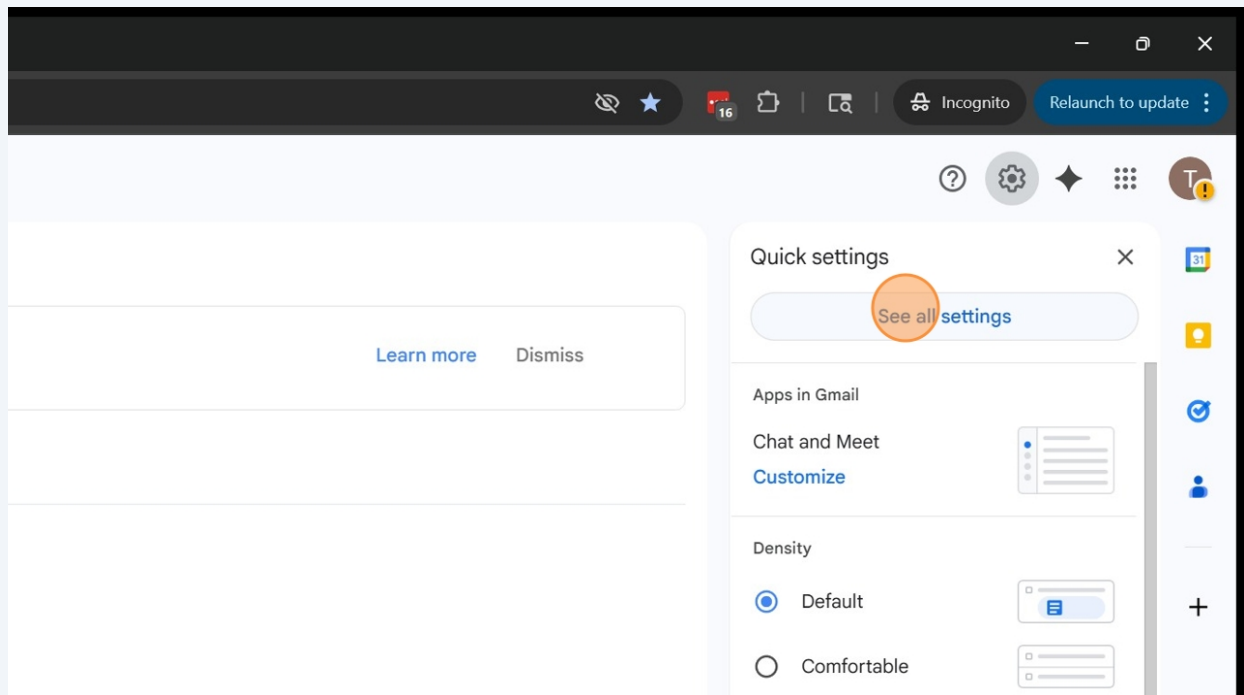 16
Incognito
Relaunch to update
T
!
Quick settings
31
See all settings
Learn more
Dismiss
Apps in Gmail
Chat and Meet
Customize
Density
Default
Comfortable